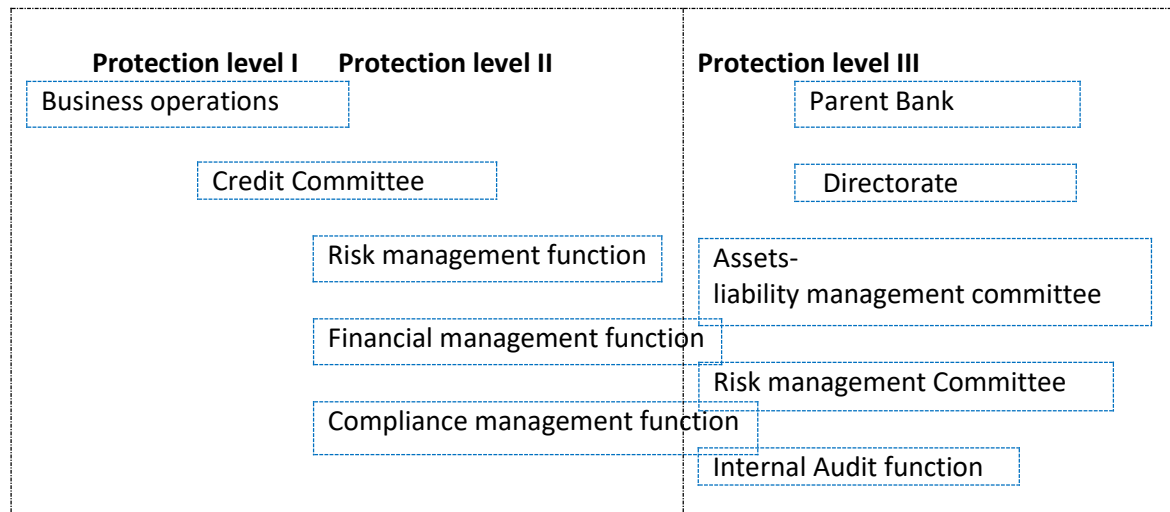 Protection level I
Protection level II
Protection level III
Business operations
Parent Bank
Credit Committee
Directorate
Risk management function
Assets-
liability management committee
Financial management function
Risk management Committee
Compliance management function
Internal Audit function